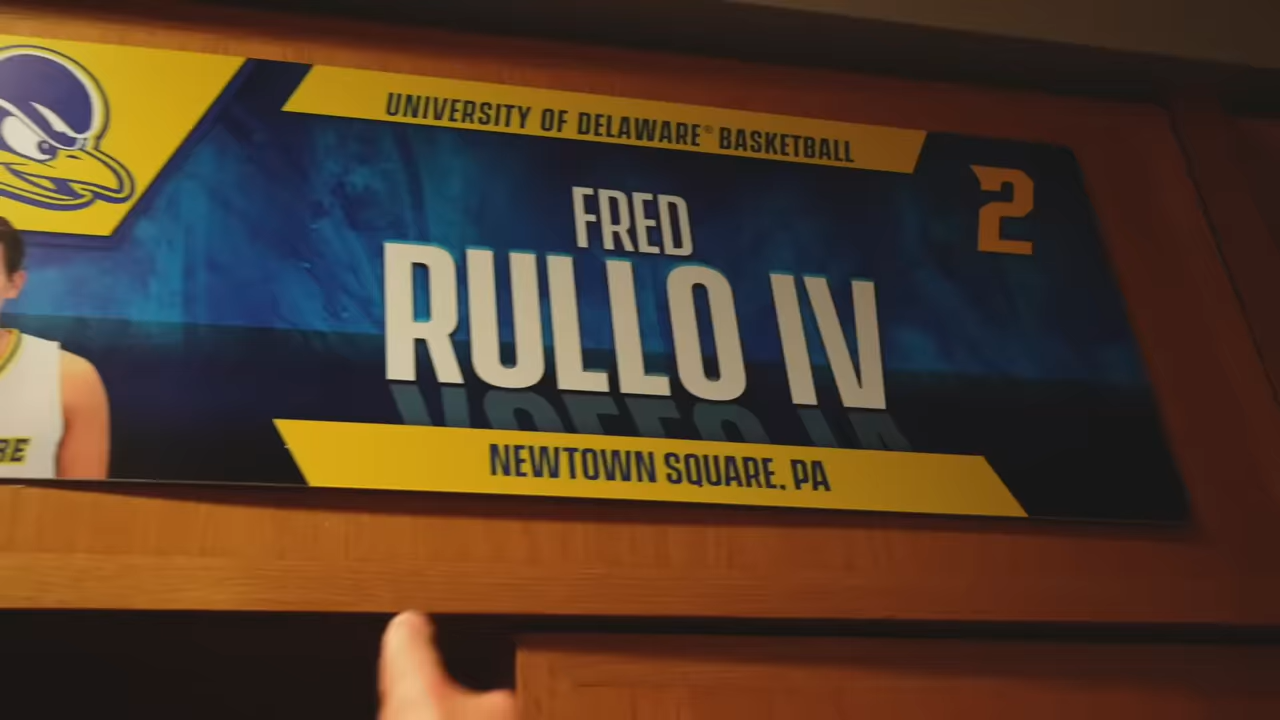 UNIVERSITY OF DELAWARE® BASKETBALL
2
FRED
RULLO IV
NEWTOWN SQUARE, PA